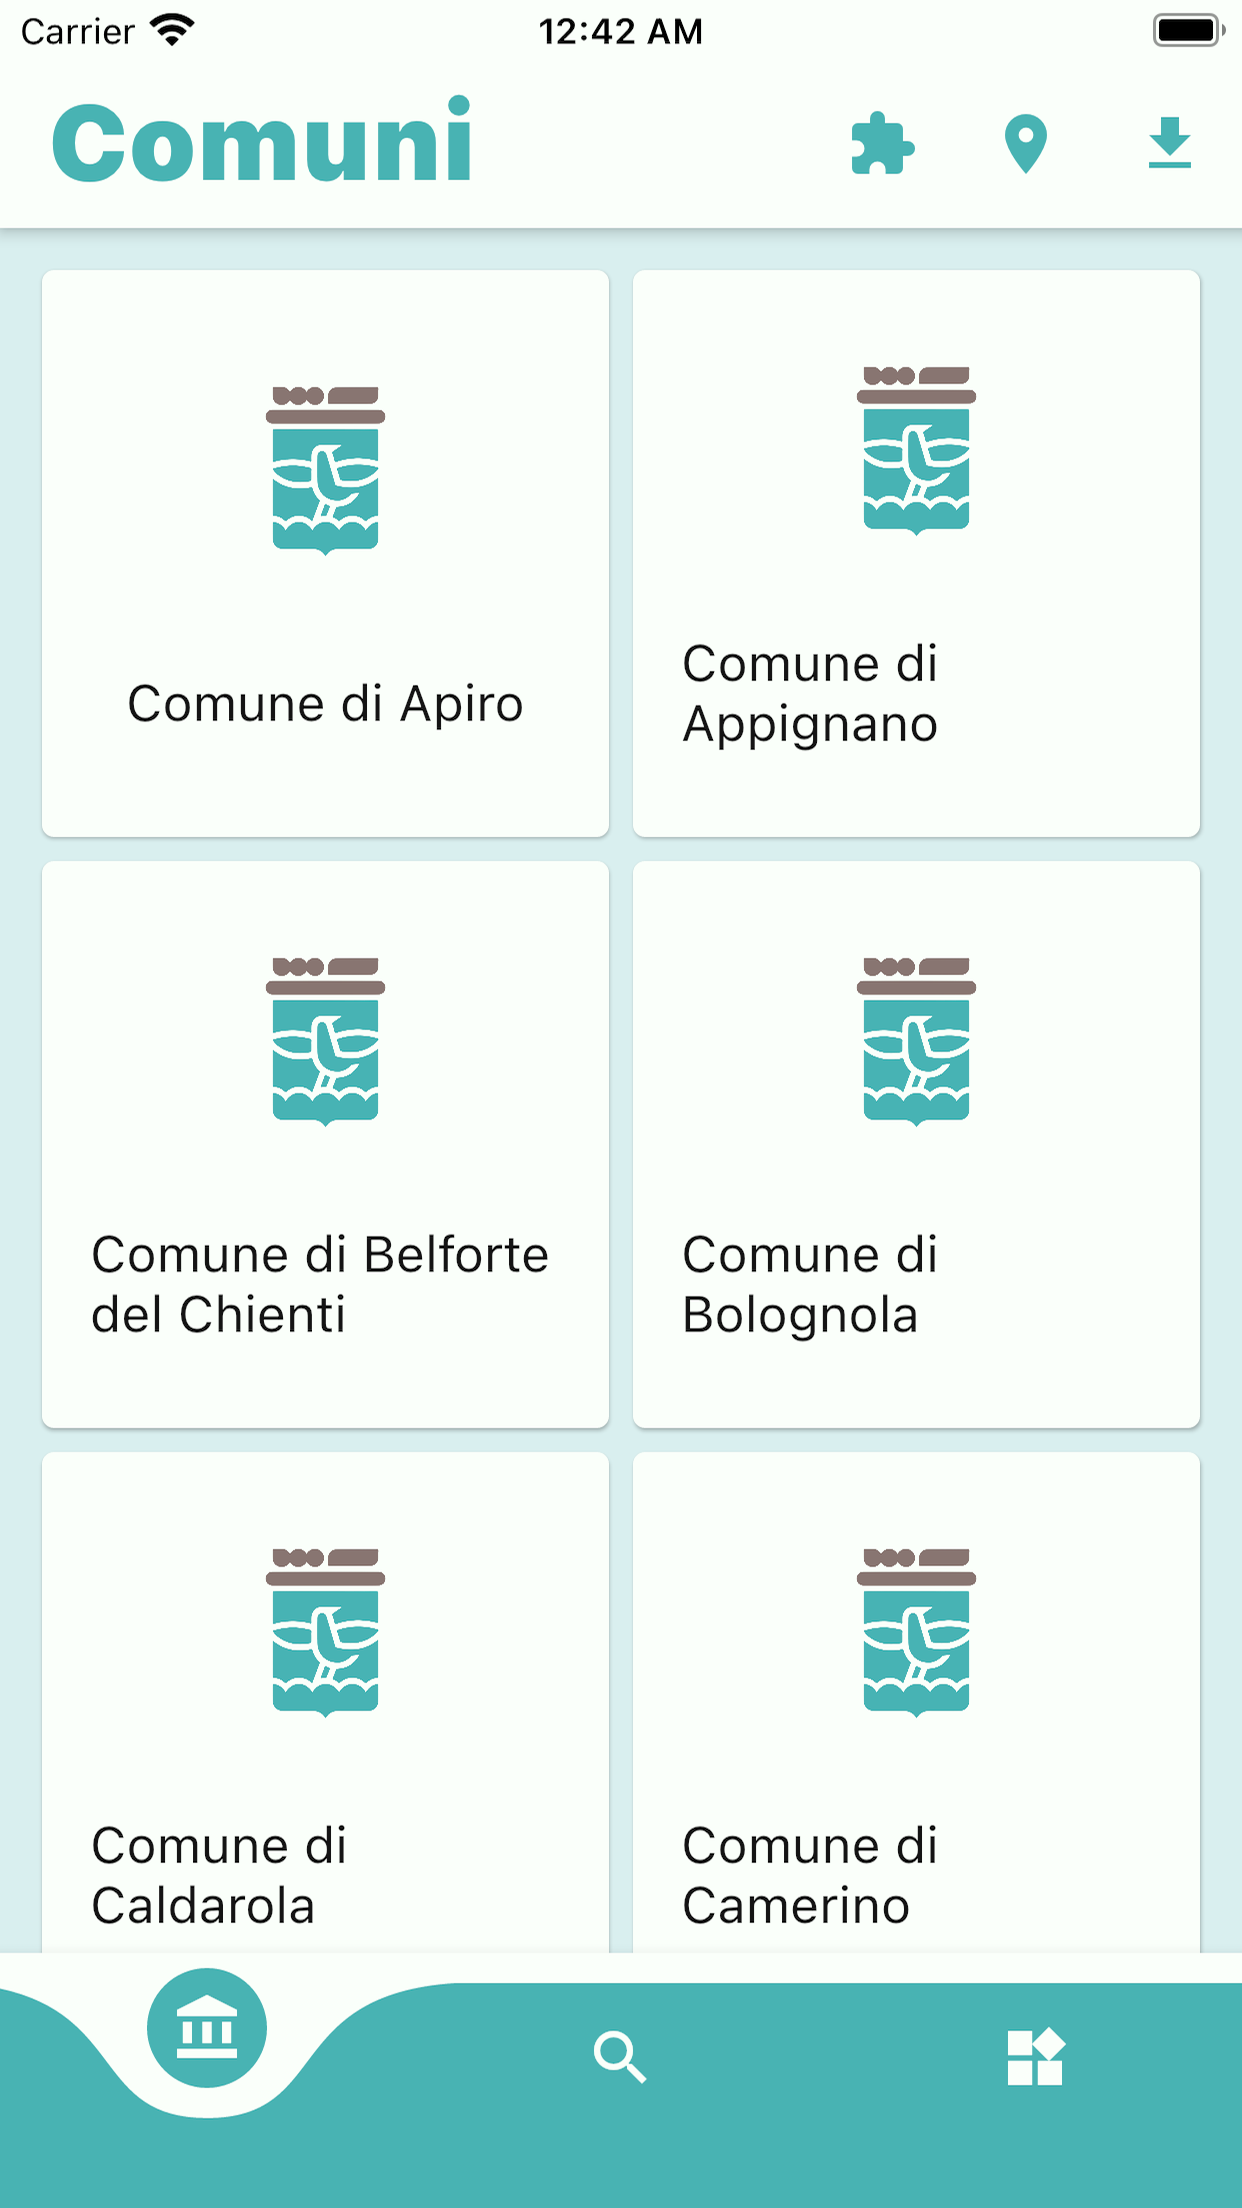 Carrier 12:42 AM
Comuni
Comune di Apiro
Comune di
Appignano
Comune di Belforte
del Chienti
Comune di
Bolognola
Comune di
Caldarola
Comune di
Camerino